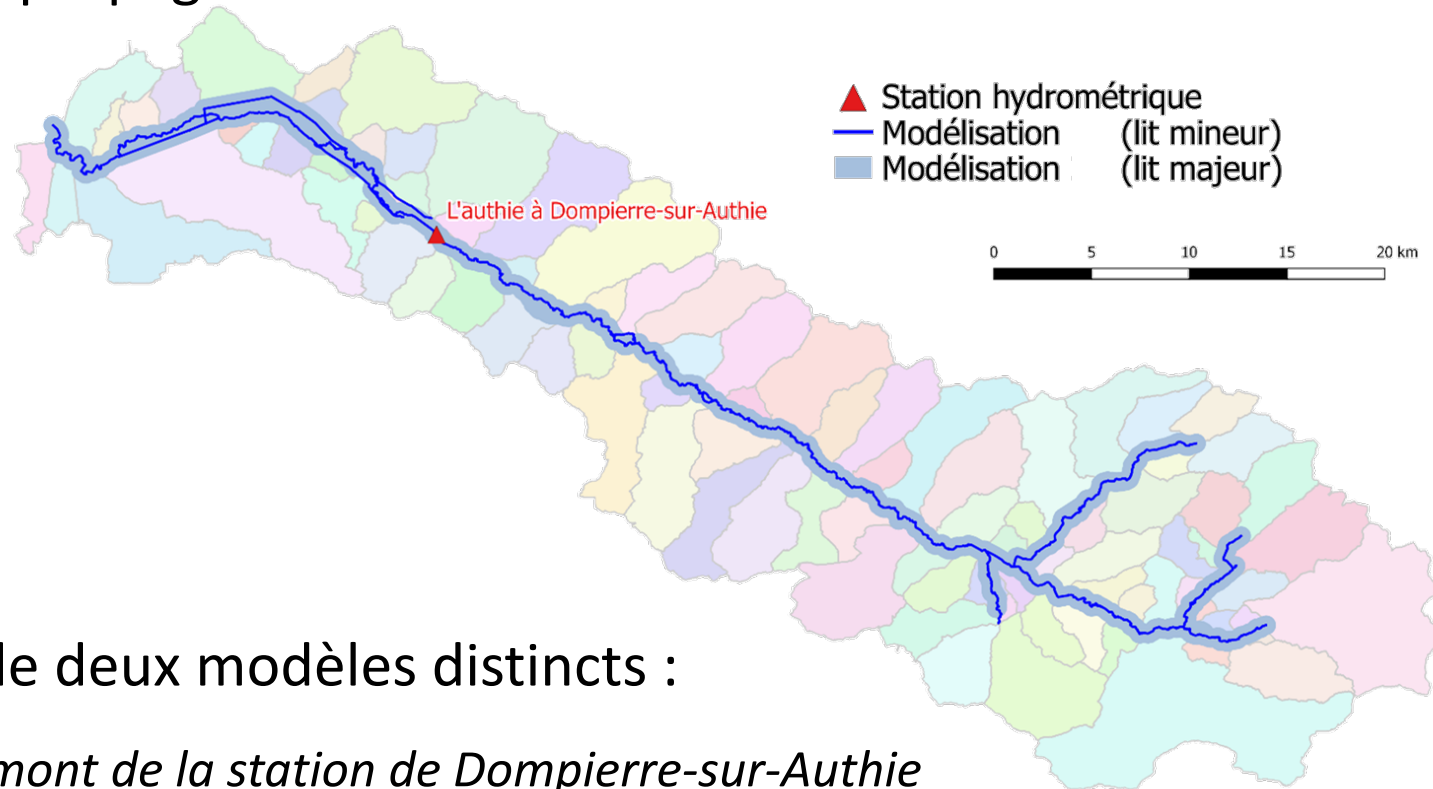 Station hydrométrique
Modélisation (lit mineur)
Modélisation (lit majeur)
L'authie à Dompierre-sur-Authie
0 5 10 15 20 km
de deux modèles distincts :
mont de la station de Dompierre-sur-Authie